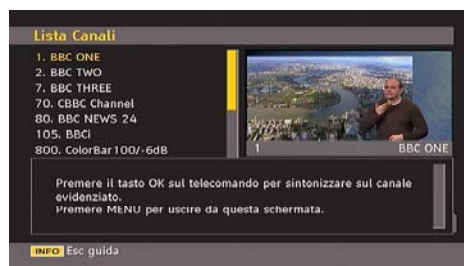 Lista Canali
1. BBC ONE
2. BBC TWO
7. BBC THREE
70. CBBC Channel
80. BBC NEWS 24
105. BBCi
800. ColorBar100/-6dB
1 BBC ONE
Premere il tasto OK sul telecomando per sintonizzare sul canale
evidenziato.
Premere MENU per uscire da questa schermata.
INFO Esc guida